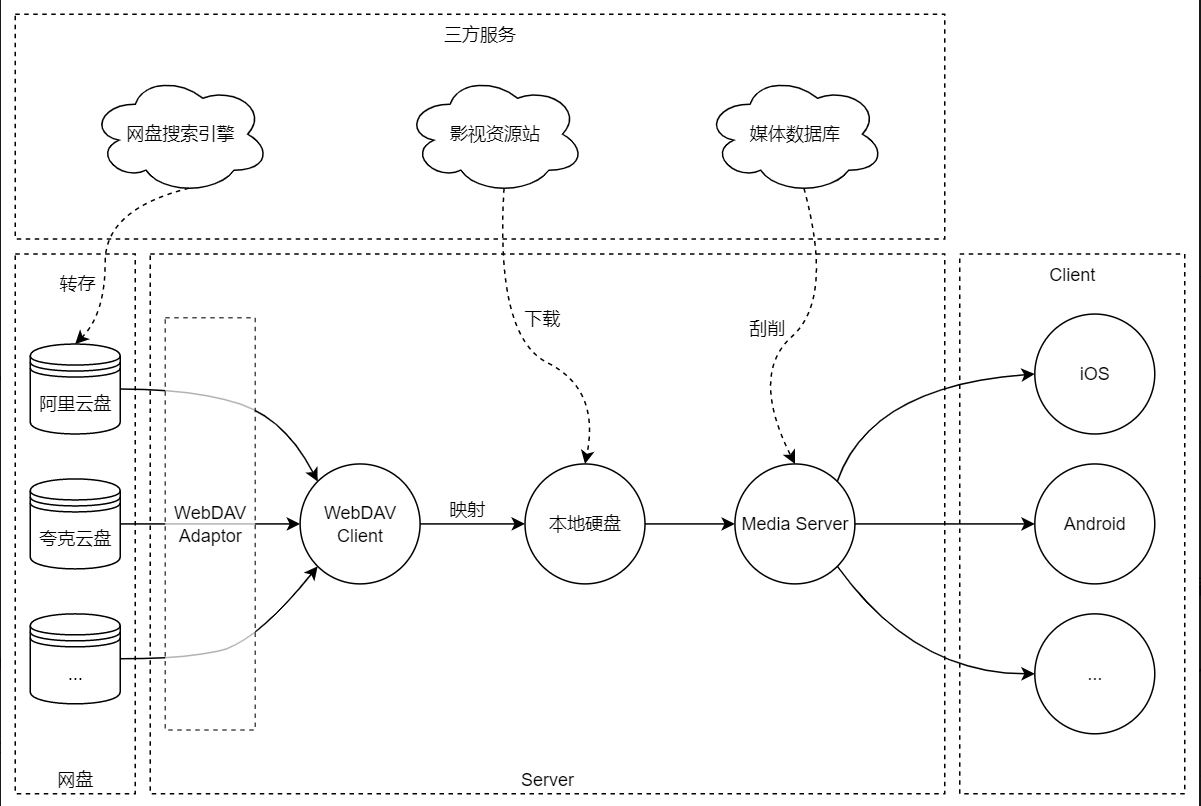 三方服务
网盘搜索引擎
影视资源站
媒体数据库
转存
下载
刮削
Client
阿里云盘
iOS
夸克云盘
WebDAV
Adaptor
WebDAV
Client
映射
本地硬盘
Media Server
Android
...
...
网盘
Server